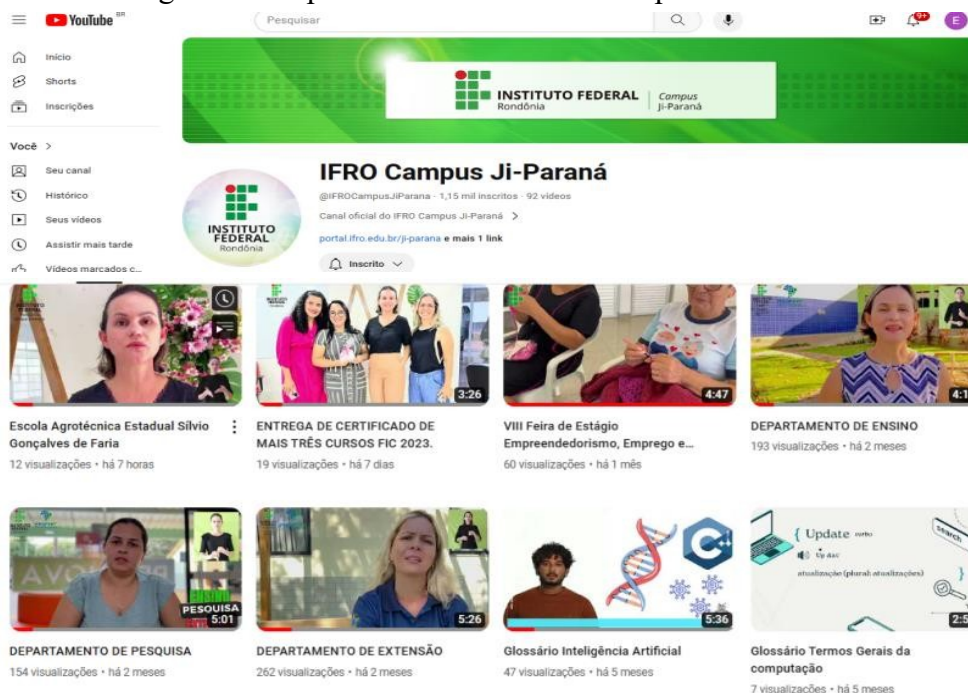 YouTube BR
Pesquisar
9+
E
Início
Shorts
Inscrições
Você >
Seu canal
Histórico
Seus vídeos
Assistir mais tarde
Vídeos marcados c...
INSTITUTO FEDERAL
Rondônia
Campus
Ji-Paraná
INSTITUTO
FEDERAL
Rondônia
IFRO Campus Ji-Paraná
@IFROCampusJiParana · 1,15 mil inscritos · 92 vídeos
Canal oficial do IFRO Campus Ji-Paraná >
portal.ifro.edu.br/ji-parana e mais 1 link
Inscrito
3:26
4:47
Escola Agrotécnica Estadual Sílvio
Gonçalves de Faria
12 visualizações • há 7 horas
ENTREGA DE CERTIFICADO DE
MAIS TRÊS CURSOS FIC 2023.
19 visualizações • há 7 dias
VIII Feira de Estágio
Empreendedorismo, Emprego e...
60 visualizações • há 1 mês
DEPARTAMENTO DE ENSINO
193 visualizações • há 2 meses
PESQUISA
5:01
5:26
C++
5:36
{ Update verbo
atualização (plural: atualizações)
}
search
DEPARTAMENTO DE PESQUISA
154 visualizações • há 2 meses
DEPARTAMENTO DE EXTENSÃO
262 visualizações • há 2 meses
Glossário Inteligência Artificial
47 visualizações • há 5 meses
Glossário Termos Gerais da
computação
7 visualizações • há 5 meses